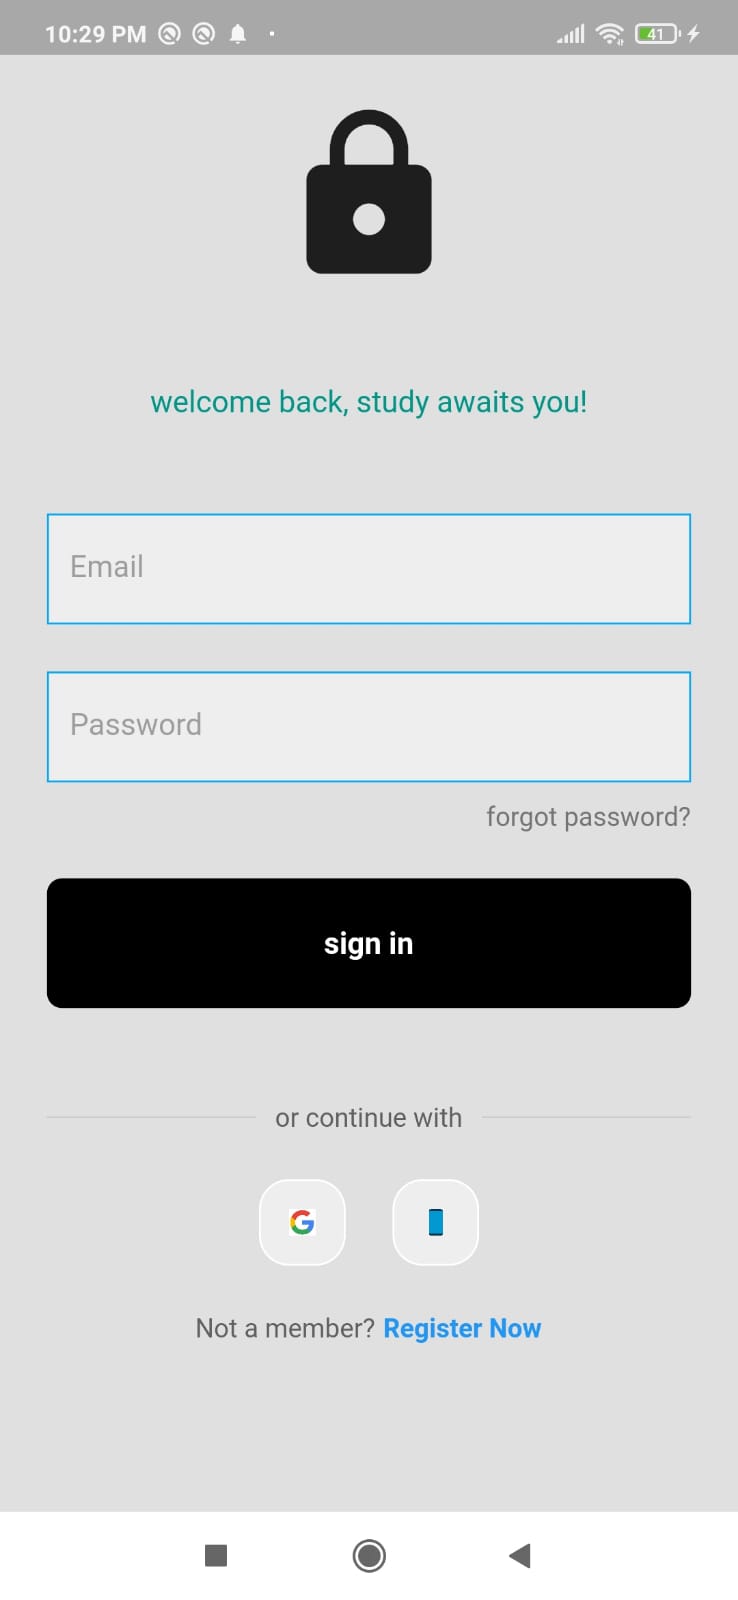 10:29 PM
41
welcome back, study awaits you!
Email
Password
forgot password?
sign in
or continue with
G
Not a member? Register Now